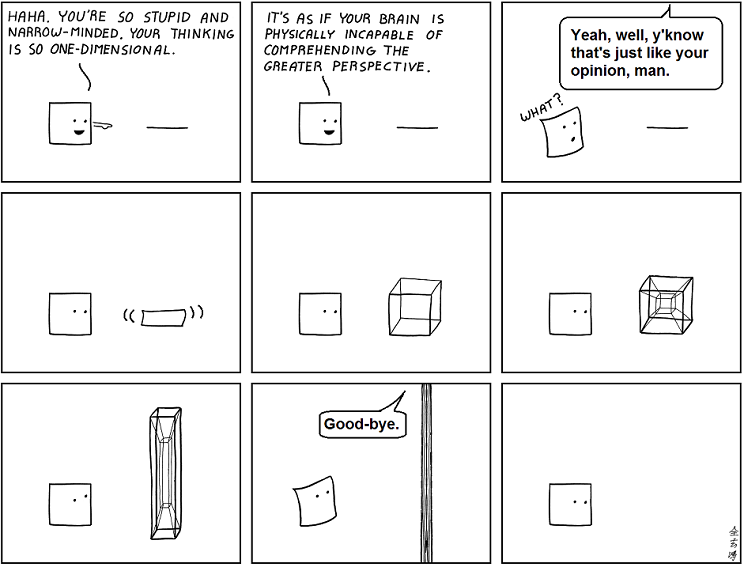 HAHA. YOU'RE SO STUPID AND
NARROW-MINDED. YOUR THINKING
IS SO ONE-DIMENSIONAL.
IT'S AS IF YOUR BRAIN IS
PHYSICALLY INCAPABLE OF
COMPREHENDING THE
GREATER PERSPECTIVE.
Yeah, well, y'know
that's just like your
opinion, man.
WHAT?
Good-bye.